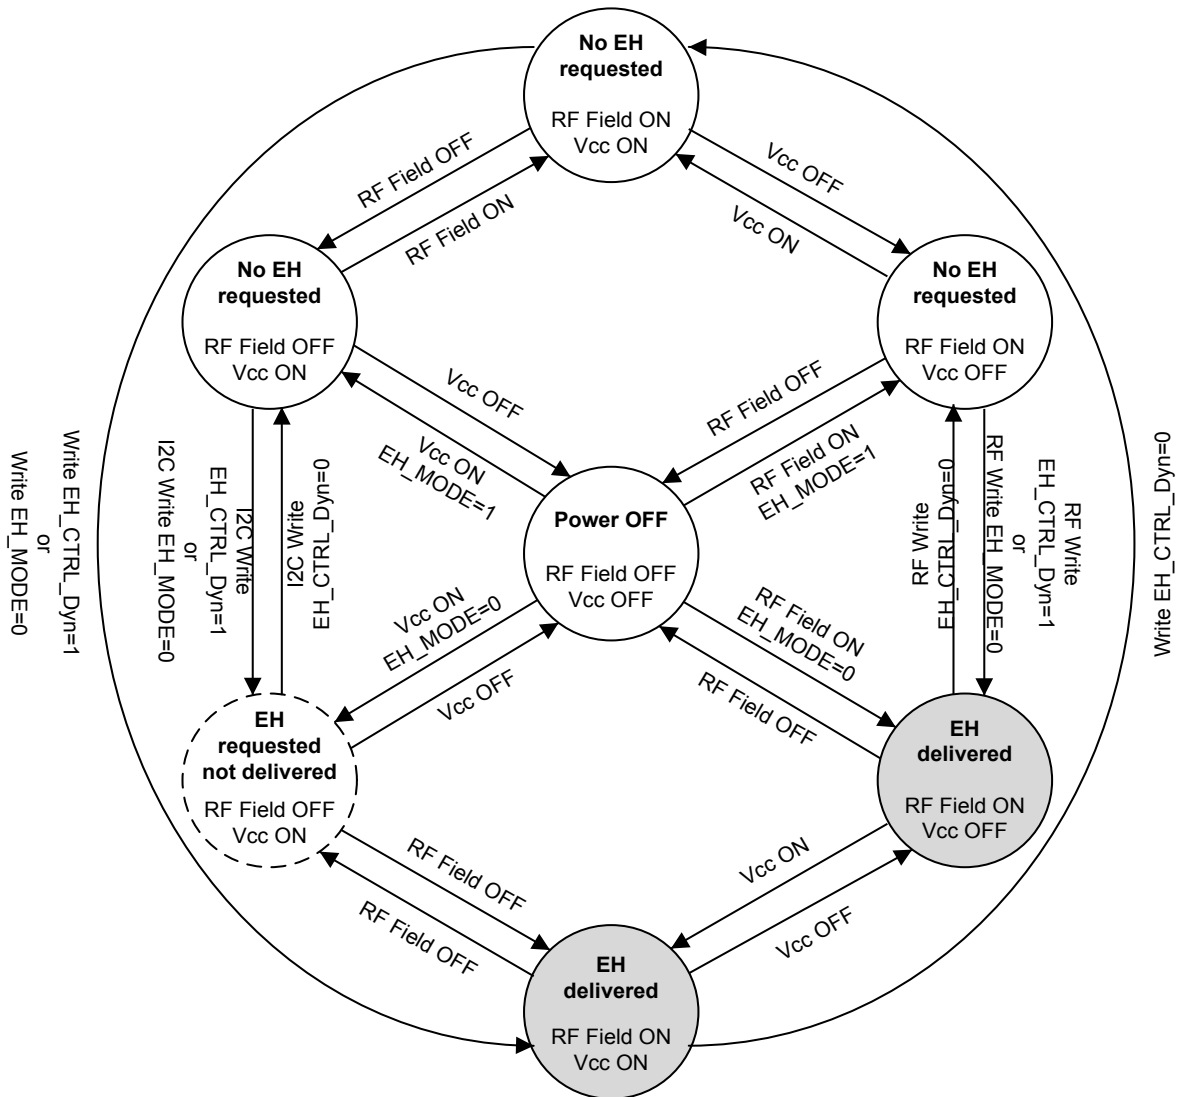 No EH
requested
RF Field ON
Vcc ON
RF Field OFF
RF Field ON
Vcc OFF
Vcc ON
No EH
requested
RF Field OFF
Vcc ON
No EH
requested
RF Field ON
Vcc OFF
Vcc OFF
Vcc ON
EH_MODE=1
RF Field OFF
RF Field ON
EH_MODE=1
Write EH_CTRL_Dyn=1
or
Write EH_MODE=0
I2C Write
EH_CTRL_Dyn=1
or
I2C Write EH_MODE=0
I2C Write
EH_CTRL_Dyn=0
Power OFF
RF Field OFF
Vcc OFF
RF Write
EH_CTRL_Dyn=0
RF Write
EH_CTRL_Dyn=1
or
RF Write EH_MODE=0
Write EH_CTRL_Dyn=0
Vcc ON
EH_MODE=0
Vcc OFF
RF Field ON
EH_MODE=0
RF Field OFF
EH
requested
not delivered
RF Field OFF
Vcc ON
EH
delivered
RF Field ON
Vcc OFF
RF Field OFF
RF Field OFF
Vcc ON
Vcc OFF
EH
delivered
RF Field ON
Vcc ON